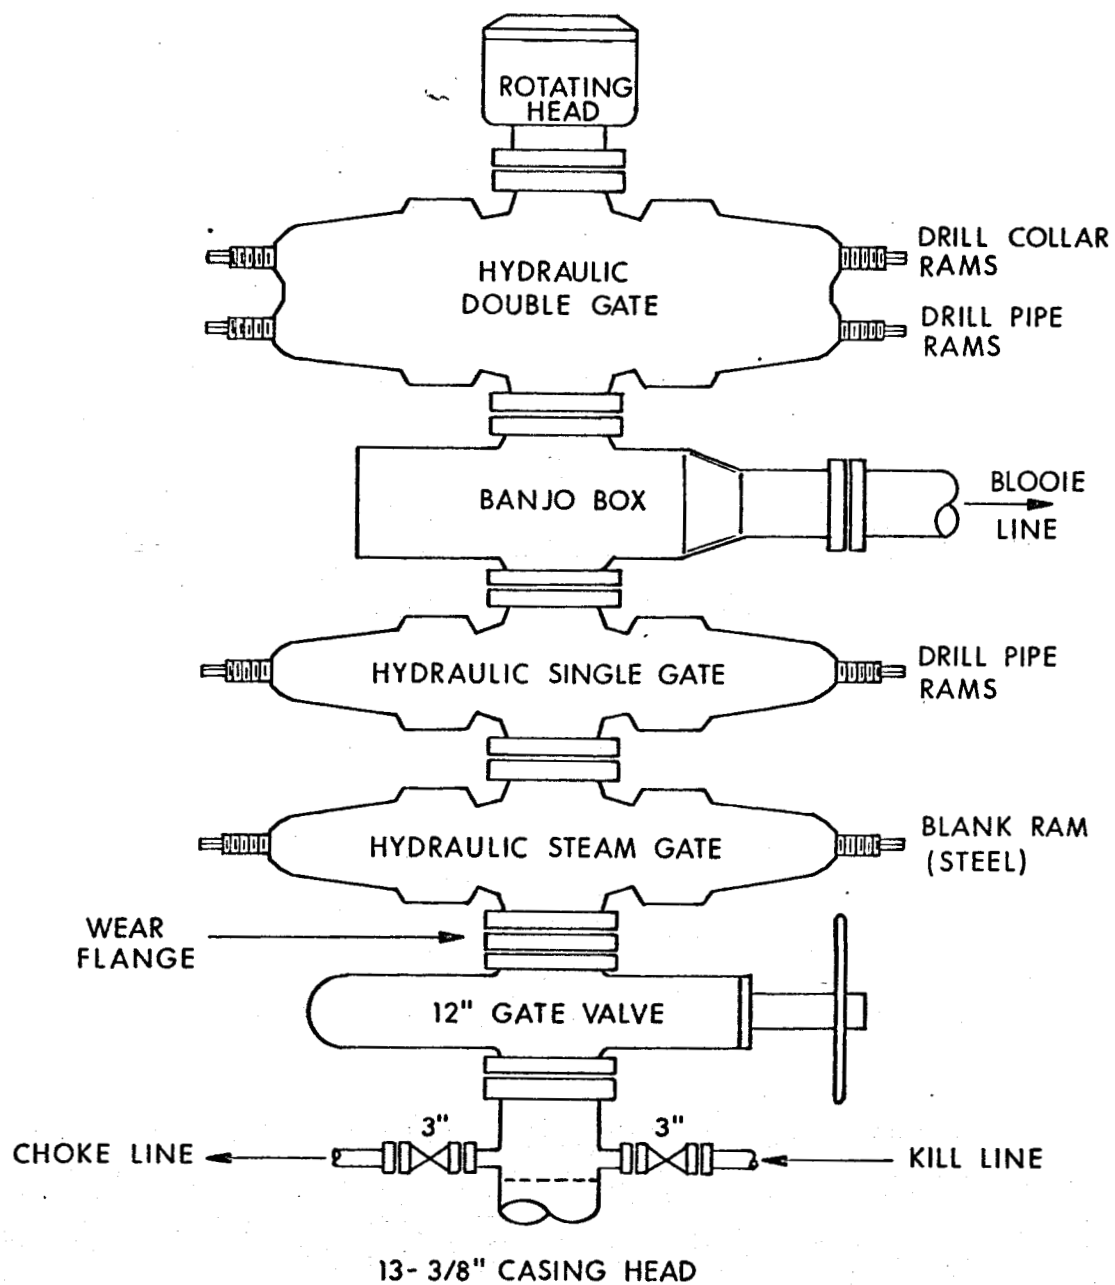 ROTATING
HEAD
HYDRAULIC
DOUBLE GATE
DRILL COLLAR
RAMS
DRILL PIPE
RAMS
BANJO BOX
BLOOIE
LINE
HYDRAULIC SINGLE GATE
DRILL PIPE
RAMS
HYDRAULIC STEAM GATE
BLANK RAM
(STEEL)
WEAR
FLANGE
12" GATE VALVE
3"
3"
CHOKE LINE
KILL LINE
13-3/8" CASING HEAD